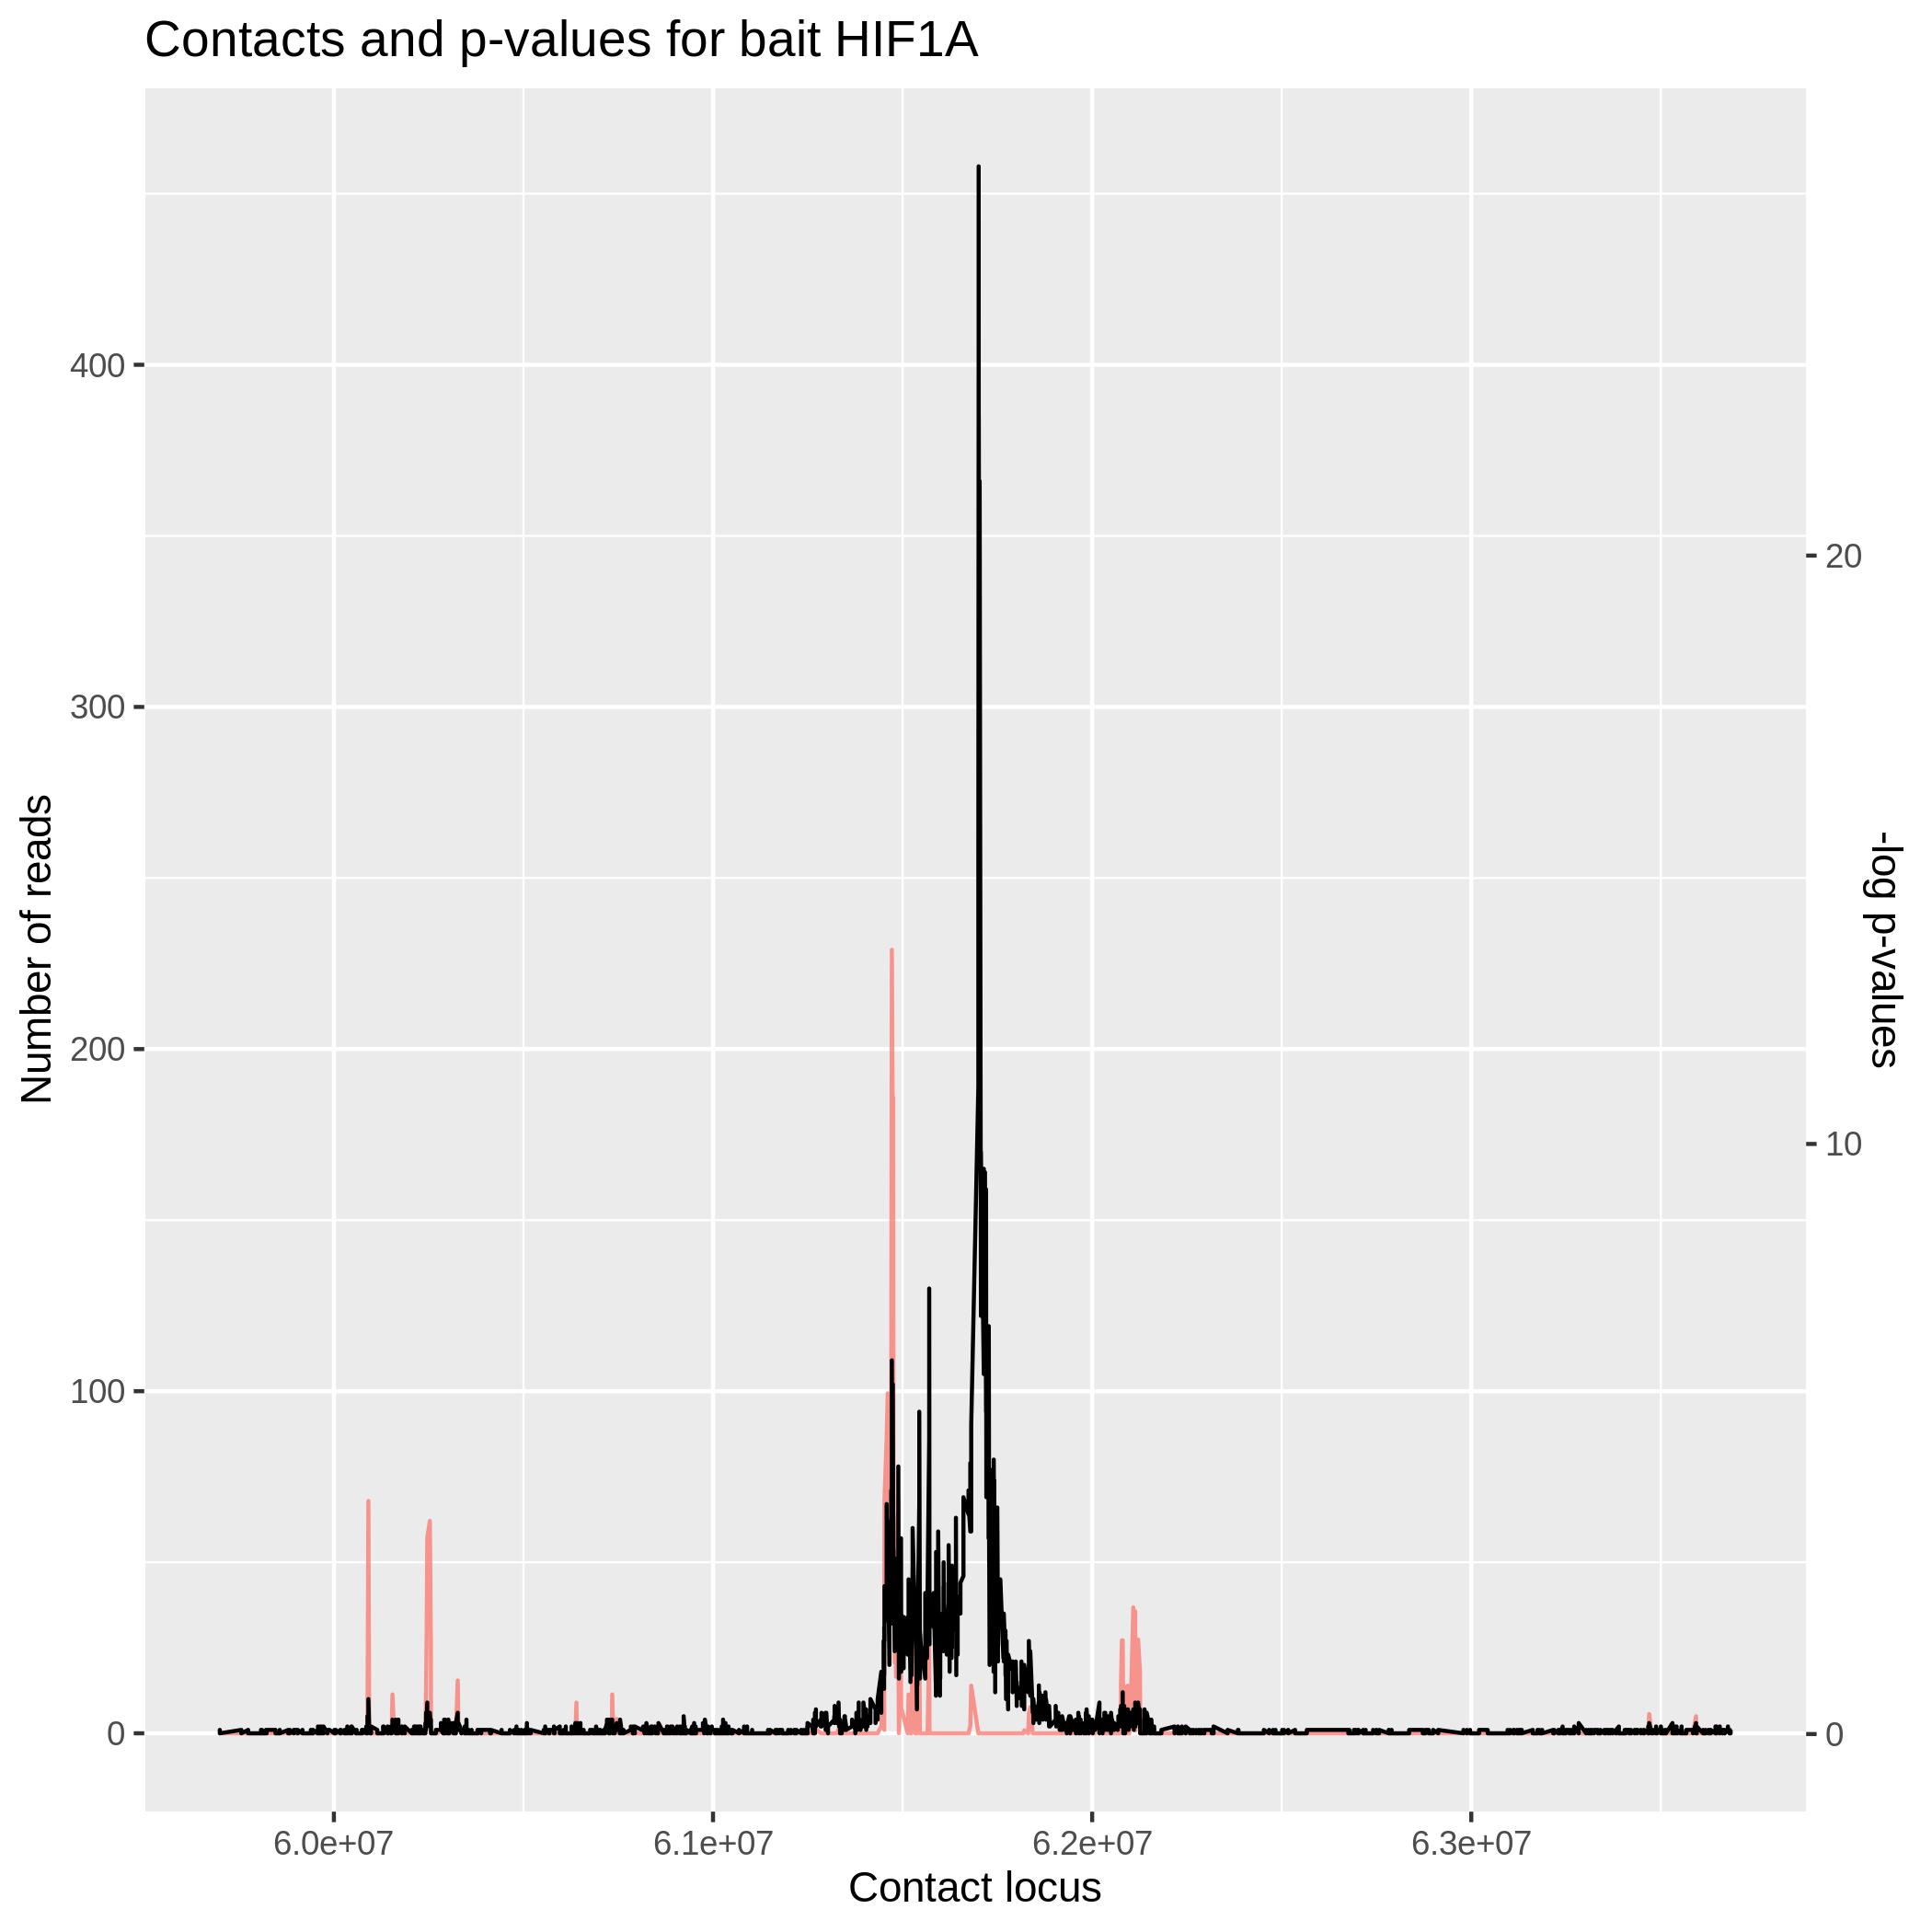 Contacts and p-values for bait HIF1A
400
300
200
100
0
Number of reads
20
10
0
-log p-values
6.0e+07
6.1e+07
6.2e+07
6.3e+07
Contact locus